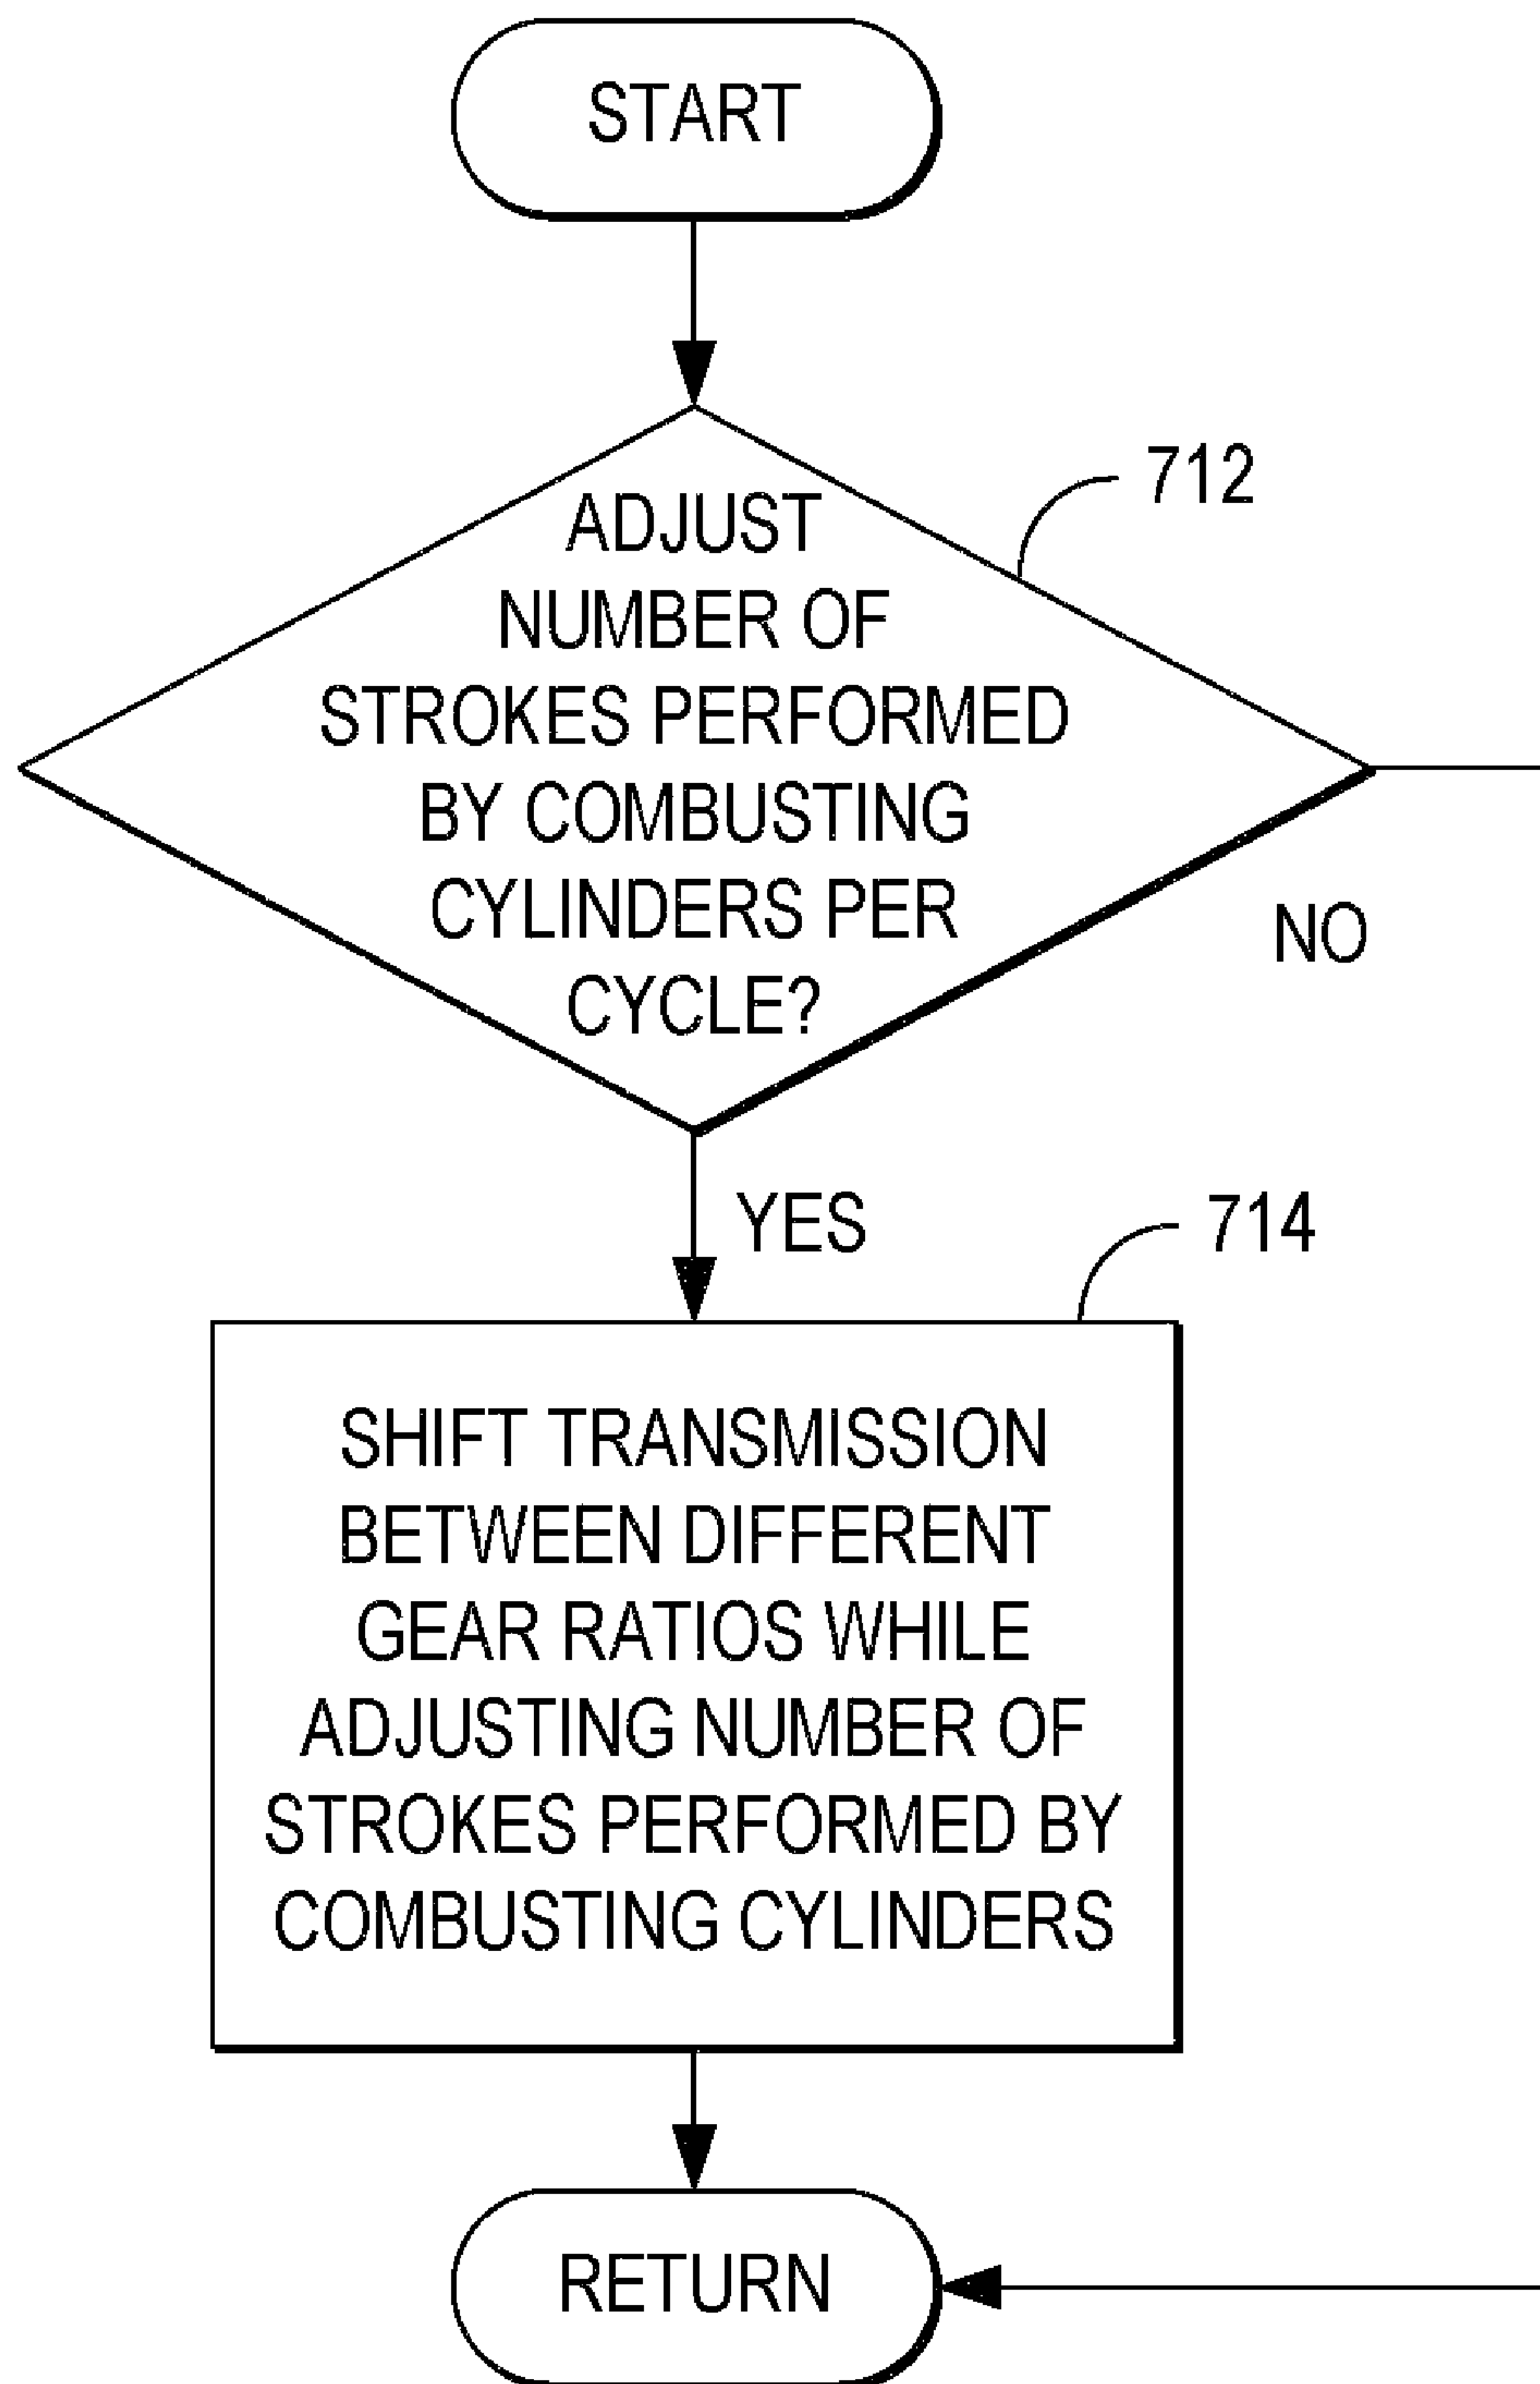 START
712
ADJUST
NUMBER OF
STROKES PERFORMED
BY COMBUSTING
CYLINDERS PER
CYCLE?
NO
YES
714
SHIFT TRANSMISSION
BETWEEN DIFFERENT
GEAR RATIOS WHILE
ADJUSTING NUMBER OF
STROKES PERFORMED BY
COMBUSTING CYLINDERS
RETURN